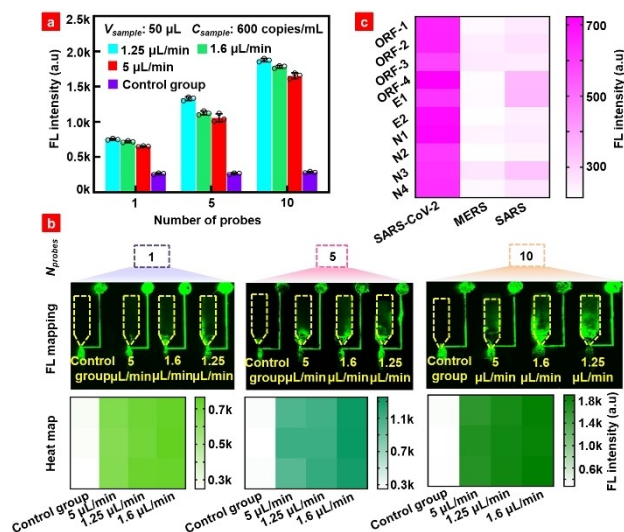 a
V_sample: 50 μL C_sample: 600 copies/mL
1.25 μL/min 1.6 μL/min
5 μL/min
Control group
FL intensity (a.u)
2.5k
2.0k
1.5k
1.0k
0.5k
0
1 5 10
Number of probes
c
ORF-1
ORF-2
ORF-3
ORF-4
E1
E2
N1
N2
N3
N4
SARS-CoV-2 MERS SARS
700
500
300
FL intensity (a.u)
b
N_probes
1 5 10
FL mapping
Control group 5 μL/min 1.6 μL/min 1.25 μL/min
Control group 5 μL/min 1.6 μL/min 1.25 μL/min
Control group 5 μL/min 1.6 μL/min 1.25 μL/min
Heat map
0.7k
0.5k
0.3k
Control group 5 μL/min 1.25 μL/min 1.6 μL/min
1.1k
0.7k
0.3k
Control group 5 μL/min 1.25 μL/min 1.6 μL/min
1.8k
1.4k
1.0k
0.6k
FL intensity (a.u)
Control group 5 μL/min 1.25 μL/min 1.6 μL/min